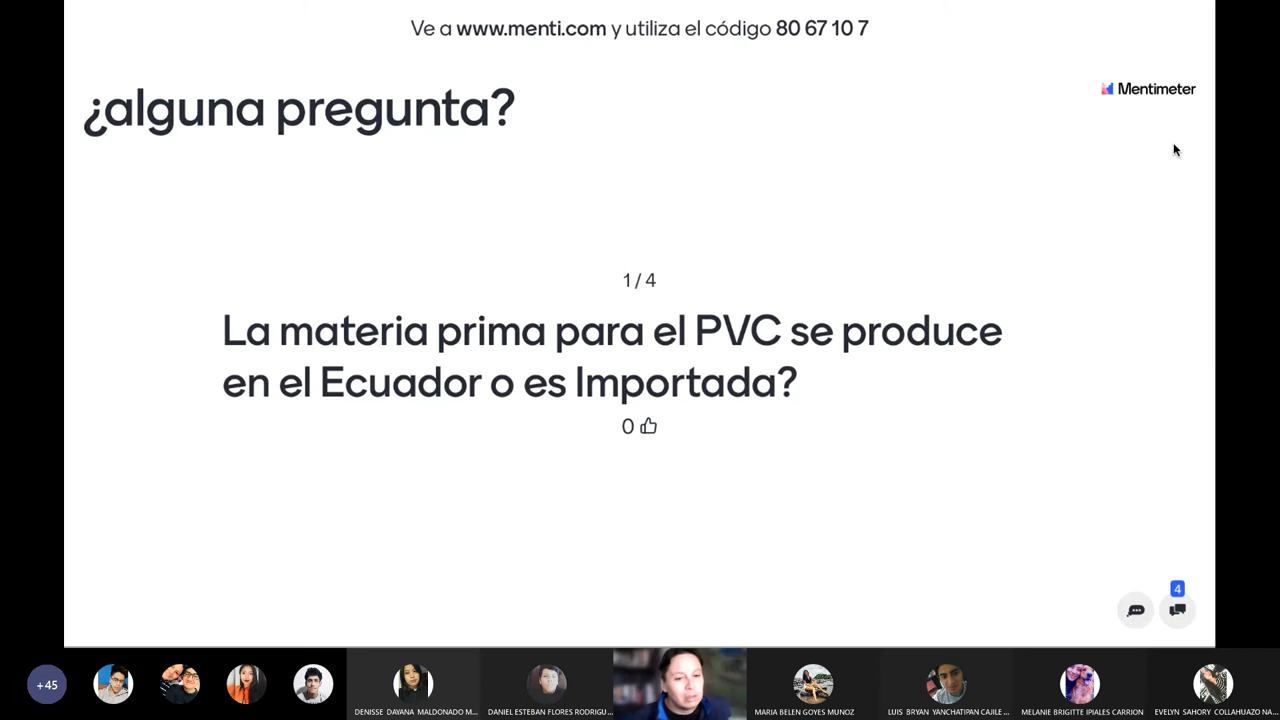 Ve a www.menti.com y utiliza el código 80 67 10 7
¿alguna pregunta?
Mentimeter
1 / 4
La materia prima para el PVC se produce
en el Ecuador o es Importada?
0
4
+45
DENISSE DAYANA MALDONADO M...
DANIEL ESTEBAN FLORES RODRIGU...
MARIA BELEN GOYES MUNOZ
LUIS BRYAN YANCHATIPAN CAJILE ...
MELANIE BRIGITTE IPIALES CARRION
EVELYN SAHORY COLLAHUAZO NA...